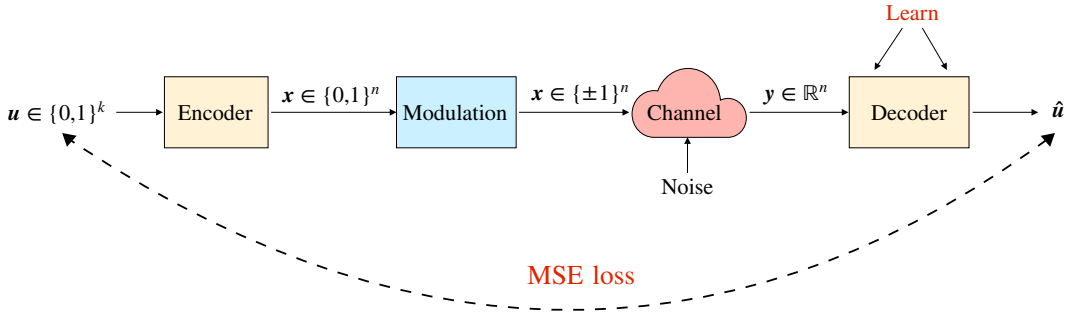 Learn
u ∈ {0,1}^k
Encoder
x ∈ {0,1}^n
Modulation
x ∈ {±1}^n
Channel
y ∈ ℝ^n
Decoder
û
Noise
MSE loss